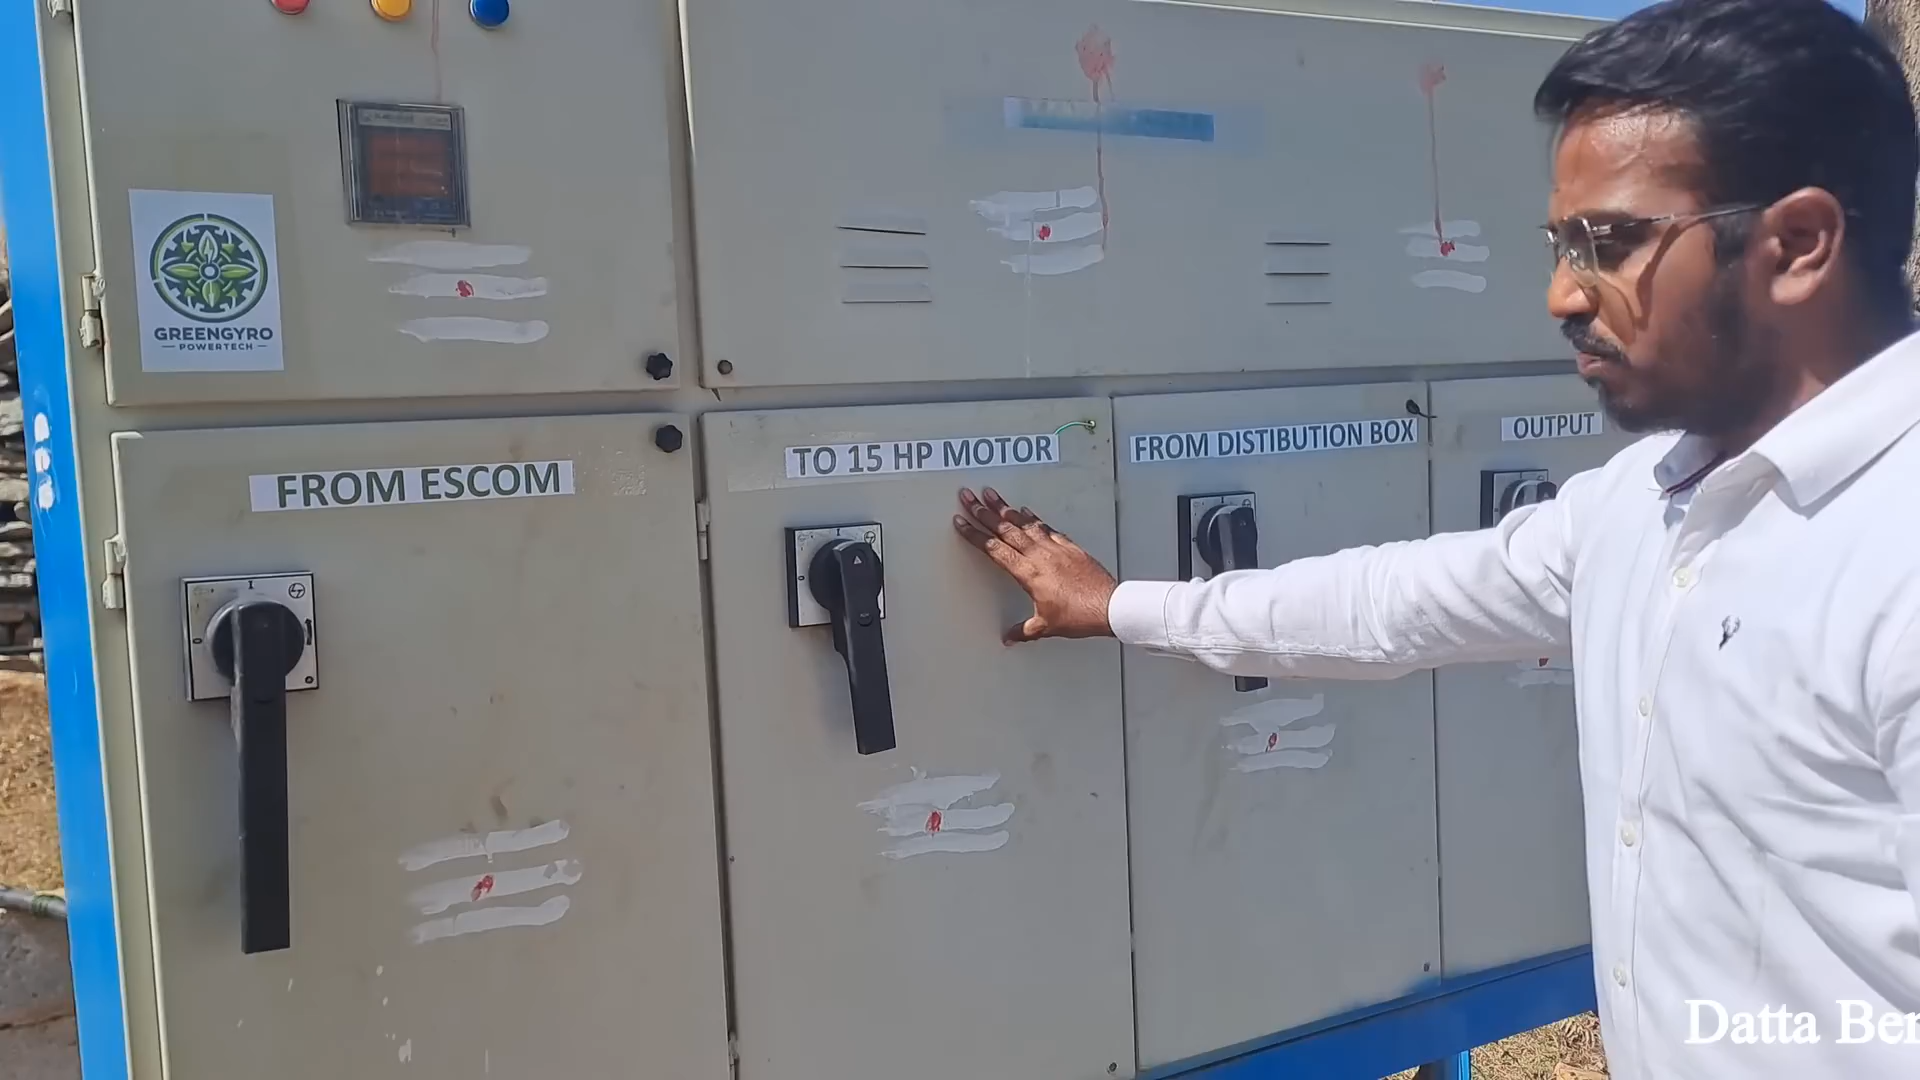 GREENGYRO
POWERTECH
FROM ESCOM
TO 15 HP MOTOR
FROM DISTIBUTION BOX
OUTPUT
I
I
Datta Ber